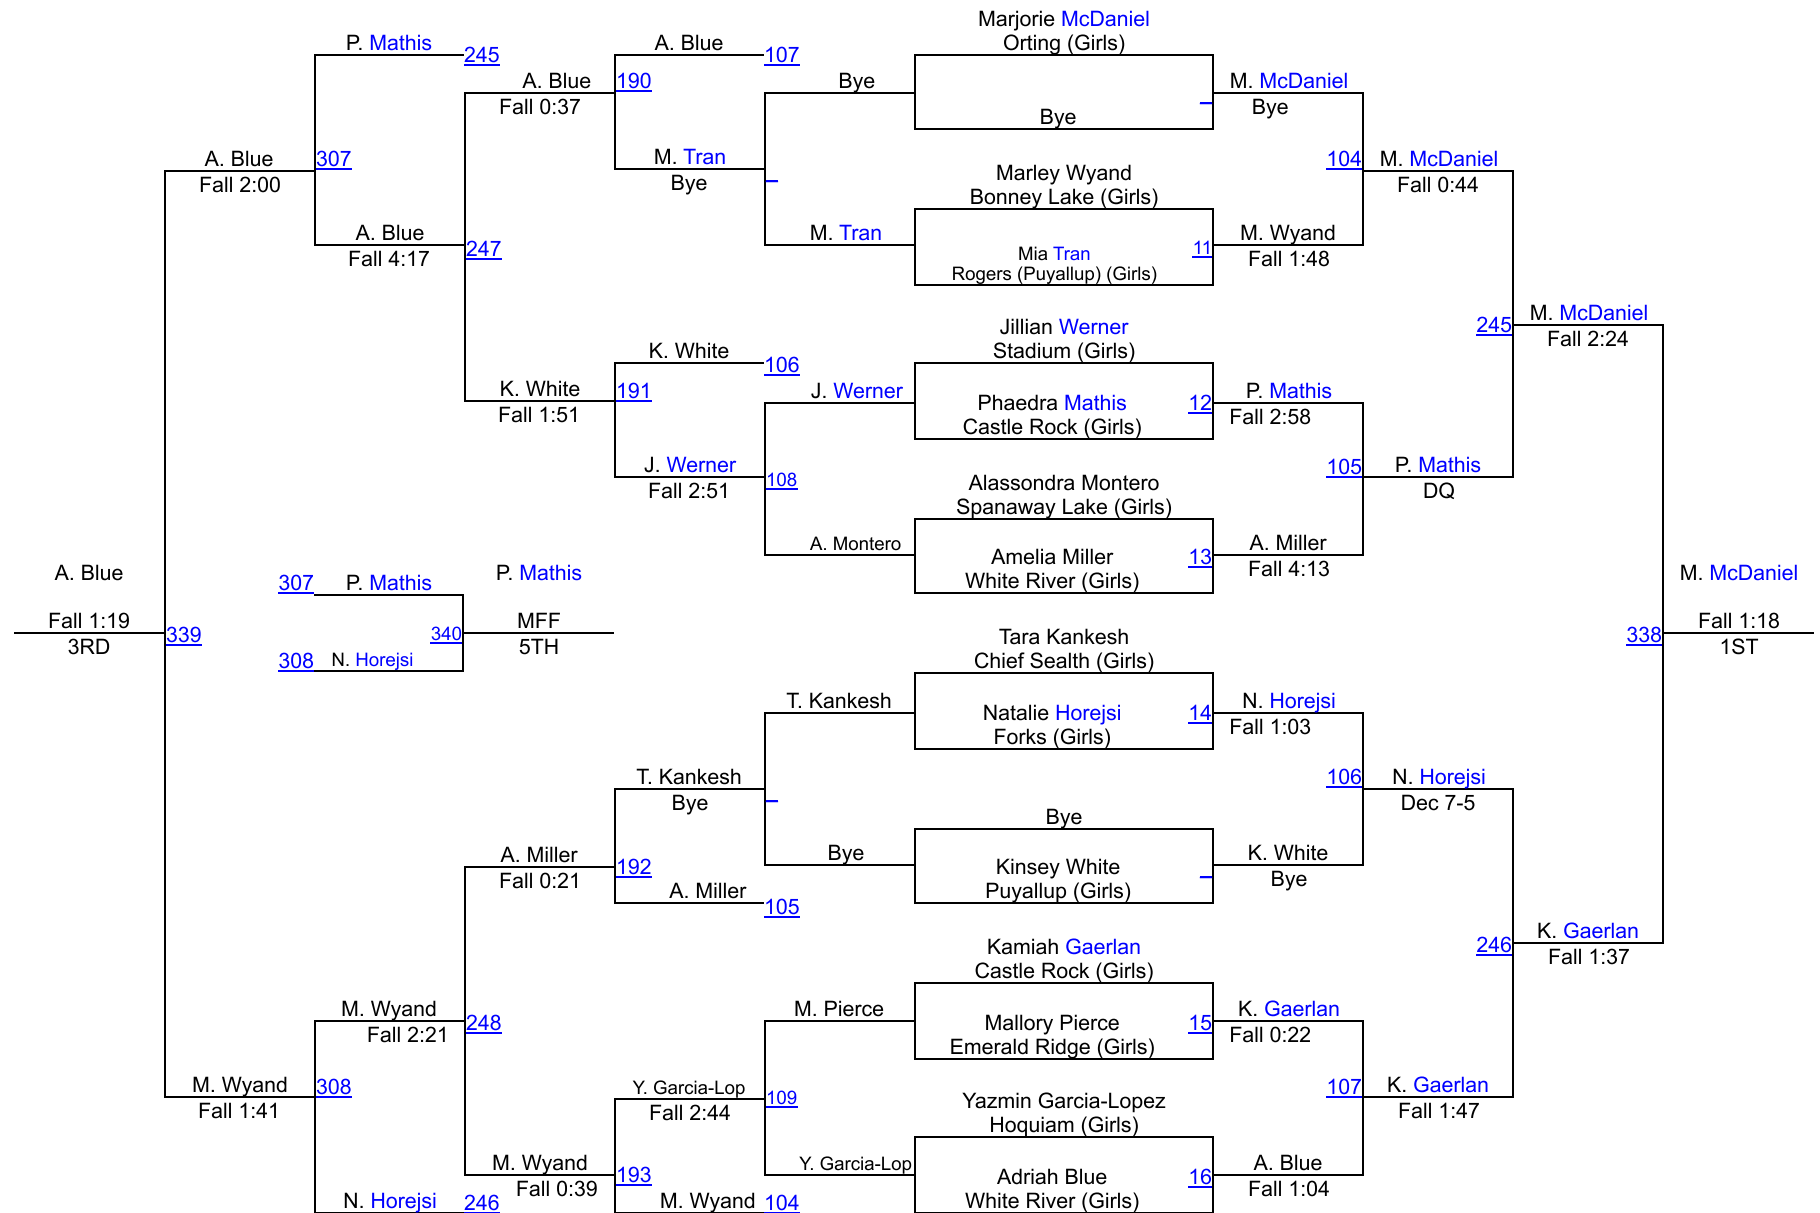 Marjorie McDaniel
P. Mathis
A. Blue
Orting (Girls)
245
107
A. Blue
190
Bye
M. McDaniel
Fall 0:37
Bye
Bye
A. Blue
307
M. Tran
104
M. McDaniel
Fall 2:00
Bye
Marley Wyand
Fall 0:44
Bonney Lake (Girls)
A. Blue
M. Tran
M. Wyand
Fall 4:17
247
Mia Tran
11
Fall 1:48
Rogers (Puyallup) (Girls)
Jillian Werner
245
M. McDaniel
K. White
Stadium (Girls)
Fall 2:24
106
K. White
191
J. Werner
P. Mathis
Fall 1:51
Phaedra Mathis
12
Fall 2:58
Castle Rock (Girls)
J. Werner
105
P. Mathis
Fall 2:51
108
Alassondra Montero
DQ
Spanaway Lake (Girls)
A. Montero
A. Miller
Amelia Miller
13
Fall 4:13
A. Blue
307
P. Mathis
P. Mathis
White River (Girls)
M. McDaniel
Fall 1:19
339
340
MFF
338
Fall 1:18
3RD
308
N. Horejsi
5TH
Tara Kankesh
1ST
Chief Sealth (Girls)
T. Kankesh
N. Horejsi
Natalie Horejsi
14
Fall 1:03
Forks (Girls)
T. Kankesh
106
N. Horejsi
Bye
Bye
Dec 7-5
A. Miller
192
Bye
K. White
Fall 0:21
Kinsey White
Bye
A. Miller
105
Puyallup (Girls)
Kamiah Gaerlan
246
K. Gaerlan
Castle Rock (Girls)
Fall 1:37
M. Wyand
M. Pierce
K. Gaerlan
Fall 2:21
248
Mallory Pierce
15
Fall 0:22
Emerald Ridge (Girls)
M. Wyand
308
Y. Garcia-Lop
109
107
K. Gaerlan
Fall 1:41
Fall 2:44
Yazmin Garcia-Lopez
Fall 1:47
Hoquiam (Girls)
M. Wyand
193
Y. Garcia-Lop
A. Blue
Fall 0:39
Adriah Blue
16
Fall 1:04
N. Horejsi
246
M. Wyand
104
White River (Girls)